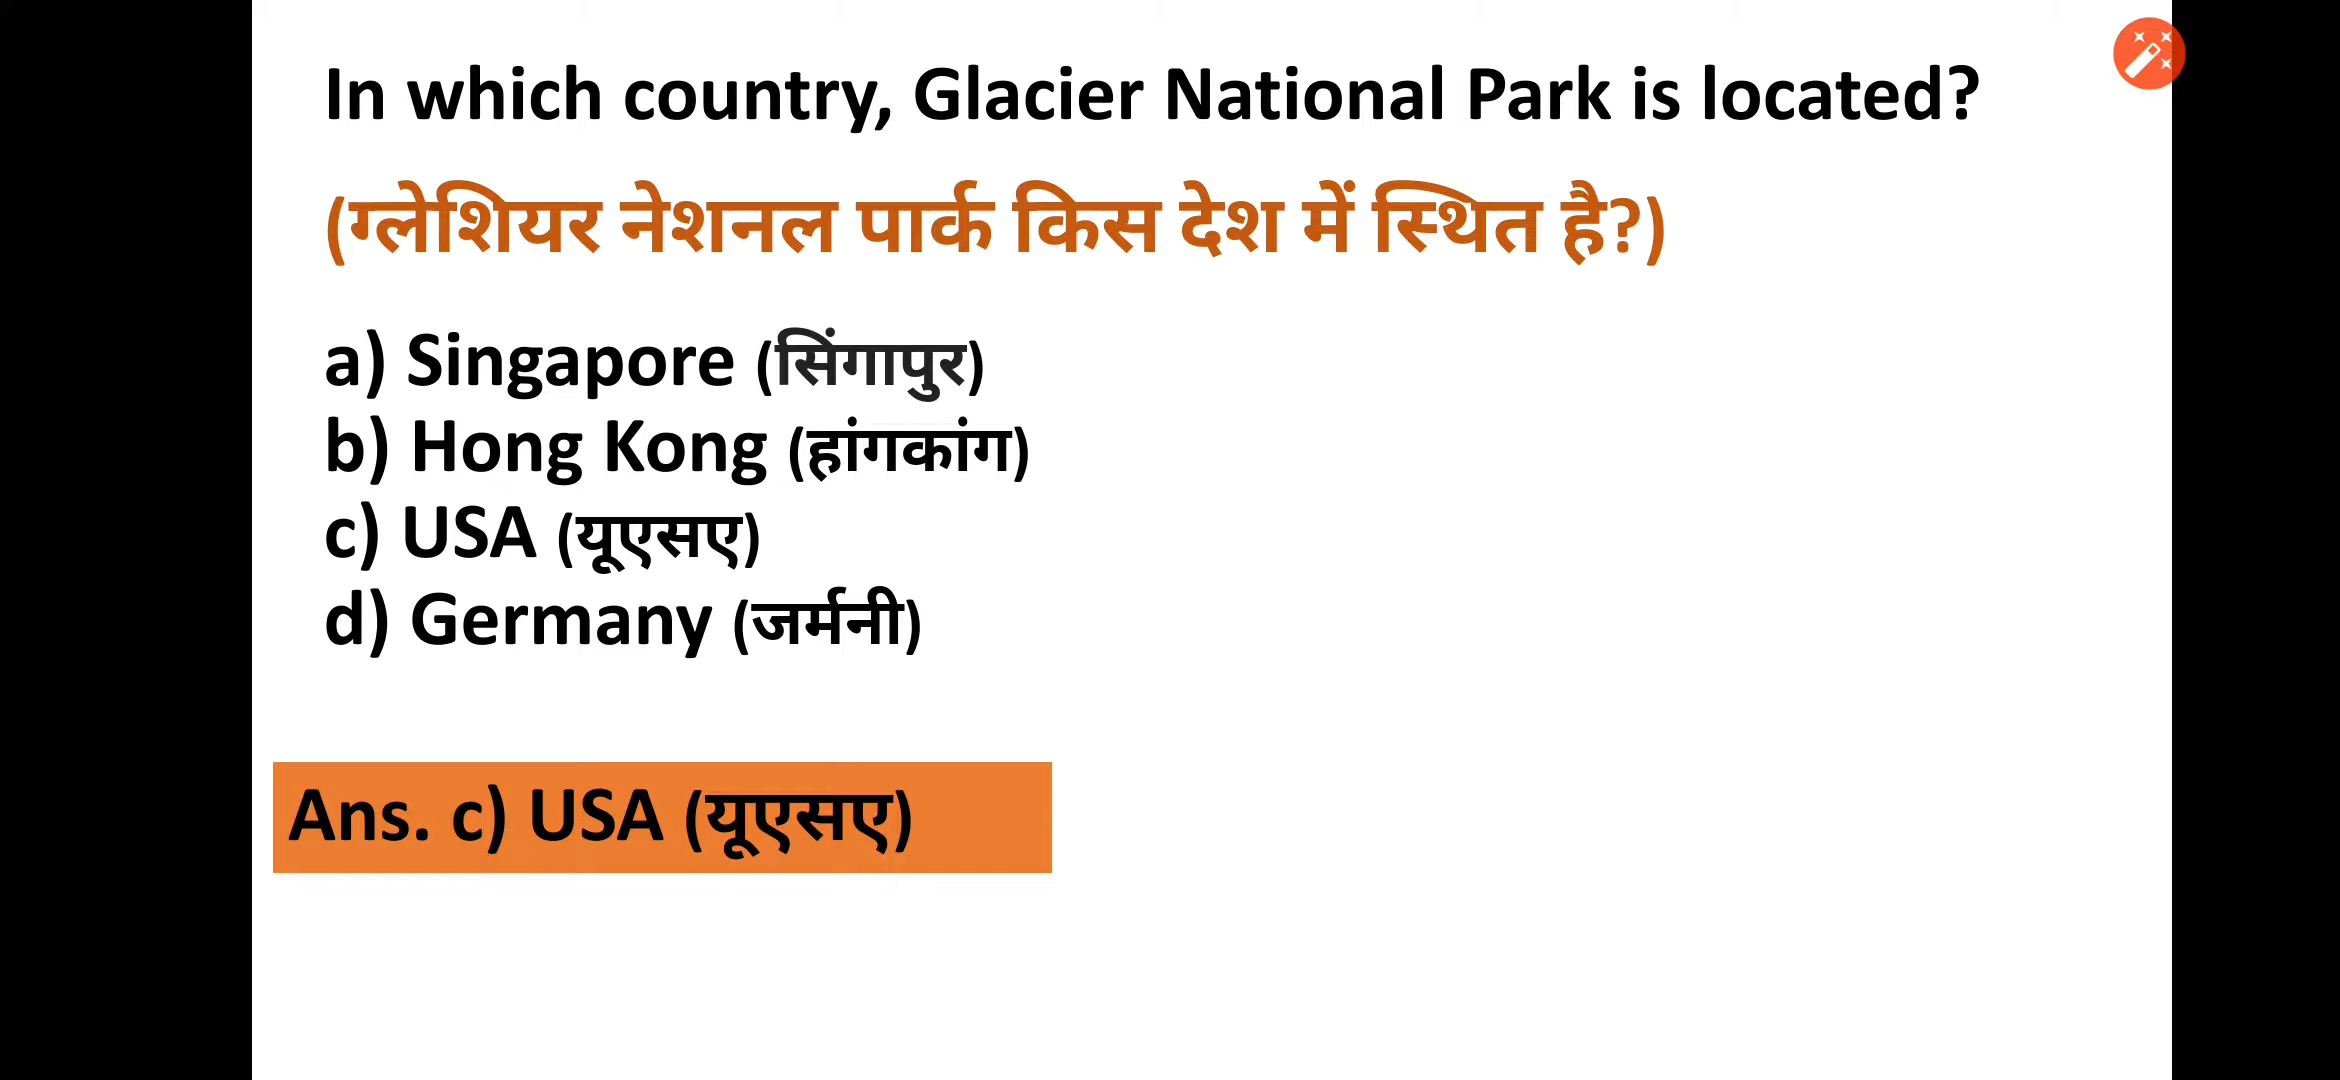 In which country, Glacier National Park is located?
(ग्लेशियर नेशनल पार्क किस देश में स्थित है?)
a) Singapore (सिंगापुर)
b) Hong Kong (हांगकांग)
c) USA (यूएसए)
d) Germany (जर्मनी)
Ans. c) USA (यूएसए)